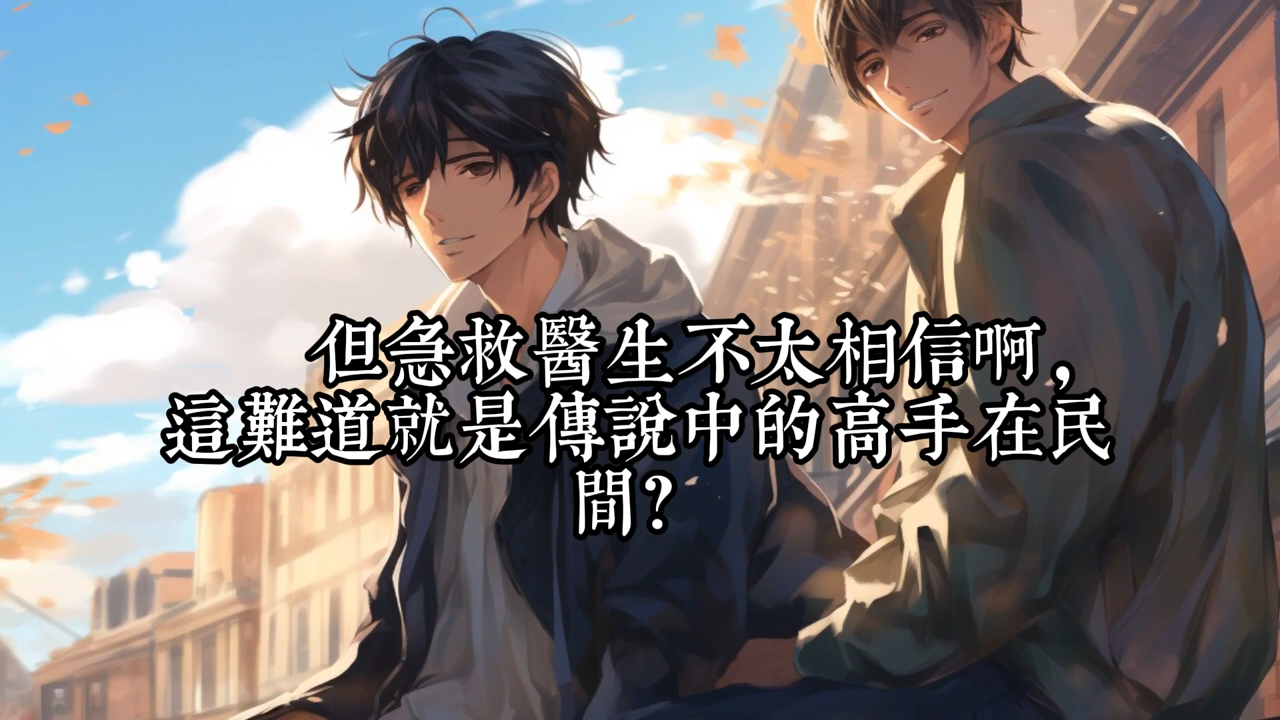 但急救醫生不太相信啊，
這難道就是傳說中的高手在民
間？